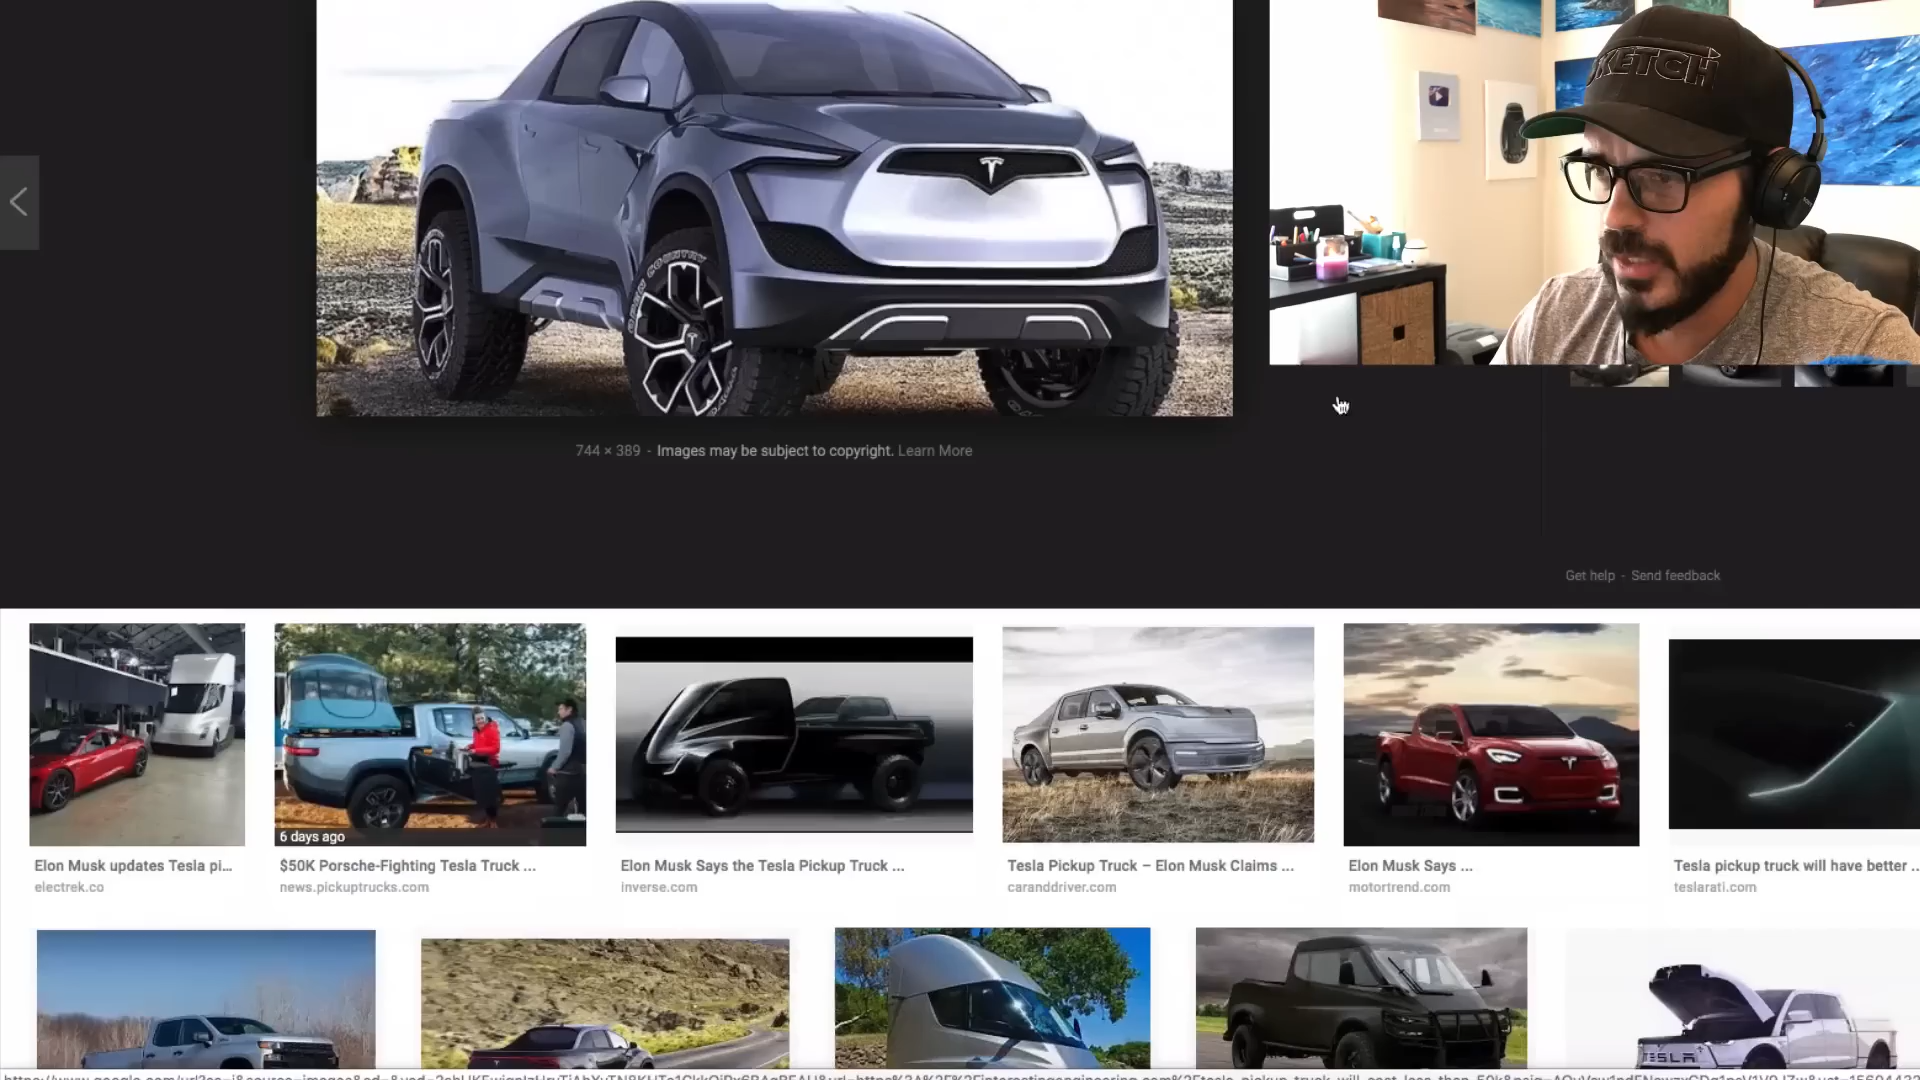 SKETCH
OPEN COUNTRY
744 × 389 - Images may be subject to copyright. Learn More
Get help - Send feedback
6 days ago
Elon Musk updates Tesla pi...
electrek.co
$50K Porsche-Fighting Tesla Truck ...
news.pickuptrucks.com
Elon Musk Says the Tesla Pickup Truck ...
inverse.com
Tesla Pickup Truck – Elon Musk Claims ...
caranddriver.com
Elon Musk Says ...
motortrend.com
Tesla pickup truck will have better ...
teslarati.com
TESLA